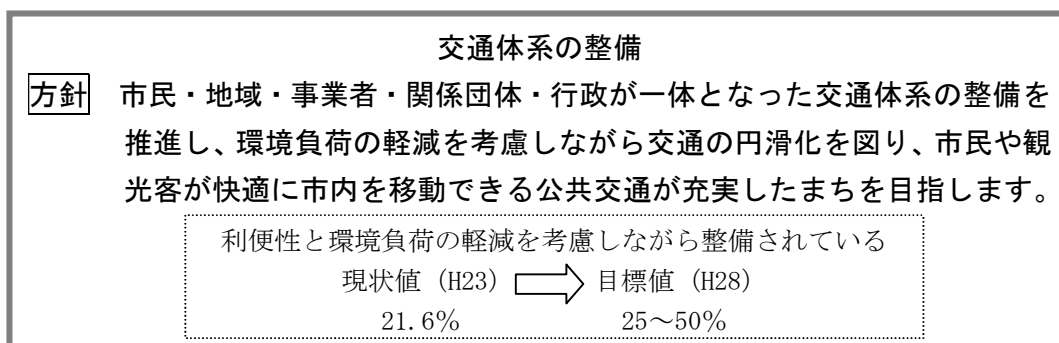 交通体系の整備
方針 市民・地域・事業者・関係団体・行政が一体となった交通体系の整備を
推進し、環境負荷の軽減を考慮しながら交通の円滑化を図り、市民や観
光客が快適に市内を移動できる公共交通が充実したまちを目指します。
利便性と環境負荷の軽減を考慮しながら整備されている
現状値（H23） 目標値（H28）
21.6％ 25～50％